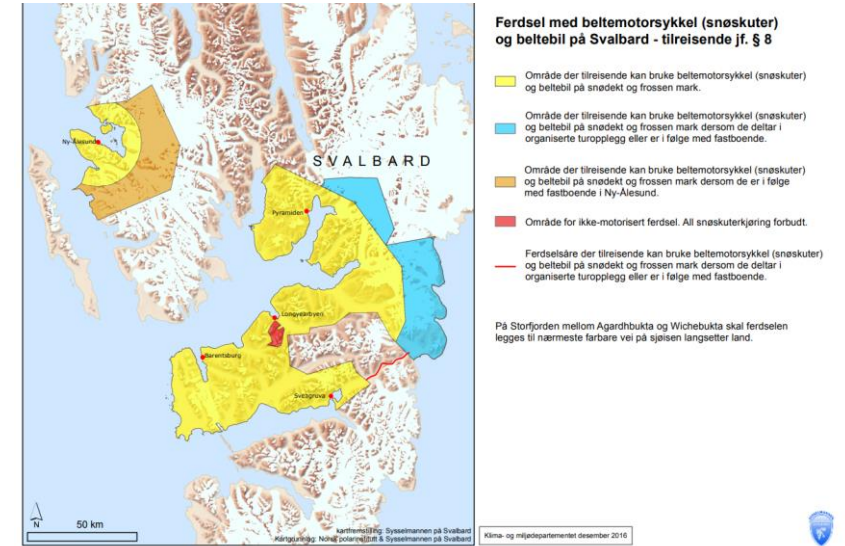 Ferdsel med beltemotorsykkel (snøskuter)
og beltebil på Svalbard - tilreisende jf. § 8
Område der tilreisende kan bruke beltemotorsykkel (snøskuter)
og beltebil på snødekt og frossen mark.
Område der tilreisende kan bruke beltemotorsykkel (snøskuter)
og beltebil på snødekt og frossen mark dersom de deltar i
organiserte turopplegg eller er i følge med fastboende.
Område der tilreisende kan bruke beltemotorsykkel (snøskuter)
og beltebil på snødekt og frossen mark dersom de er i følge
med fastboende i Ny-Ålesund.
Område for ikke-motorisert ferdsel. All snøskuterkjøring forbudt.
Ferdselsåre der tilreisende kan bruke beltemotorsykkel (snøskuter)
og beltebil på snødekt og frossen mark dersom de deltar i
organiserte turopplegg eller er i følge med fastboende.
På Storfjorden mellom Agardhbukta og Wichebukta skal ferdselen
legges til nærmeste farbare vei på sjøisen langsetter land.
Ny-Ålesund
SVALBARD
Pyramiden
Longyearbyen
Barentsburg
Sveagruva
N
50 km
kartfremstilling: Sysselmannen på Svalbard
Kartgrunnlag: Norsk polarinstitutt & Sysselmannen på Svalbard
Klima- og miljødepartementet desember 2016